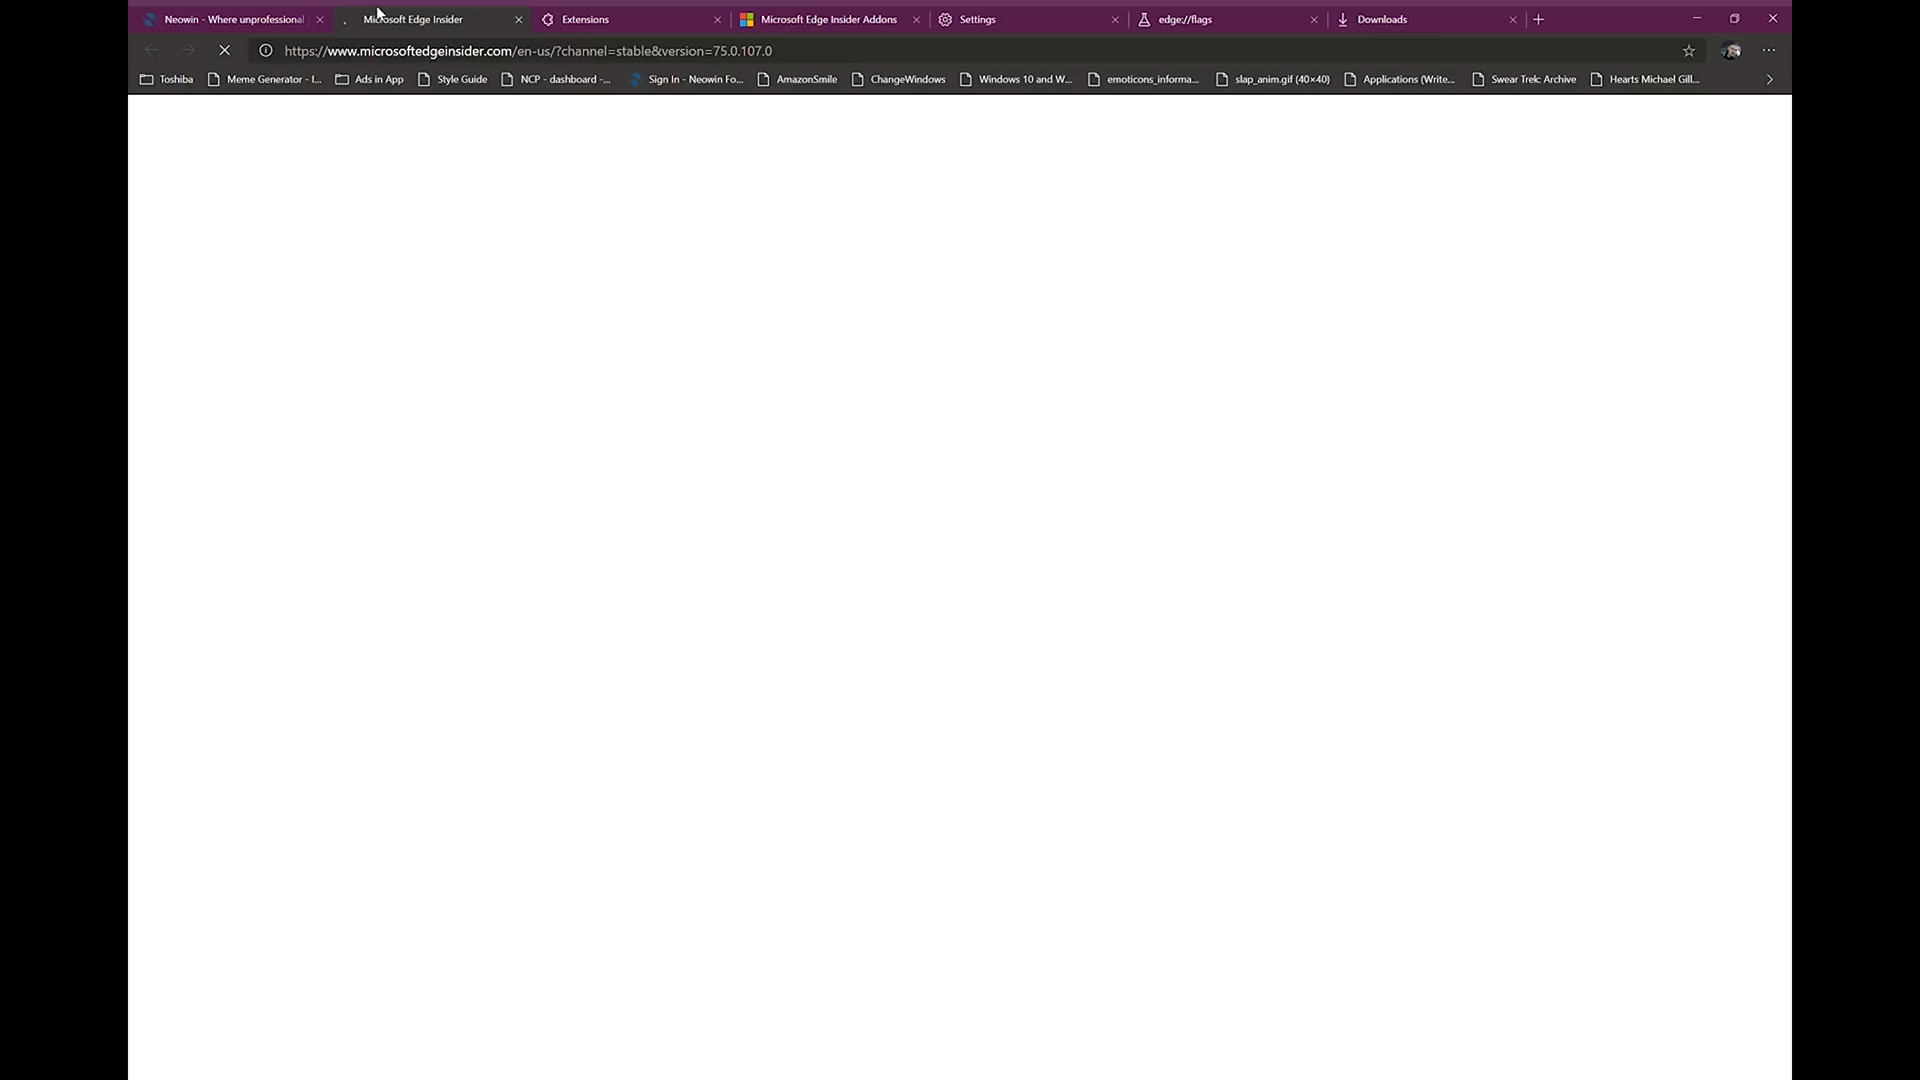 Neowin - Where unprofessional Microsoft Edge Insider Extensions Microsoft Edge Insider Addons Settings edge://flags Downloads
https://www.microsoftedgeinsider.com/en-us/?channel=stable&version=75.0.107.0
Toshiba Meme Generator - I... Ads in App Style Guide NCP - dashboard -... Sign In - Neowin Fo... AmazonSmile ChangeWindows Windows 10 and W... emoticons_informa... slap_anim.gif (40×40) Applications (Write... Swear Trek: Archive Hearts Michael Gill...